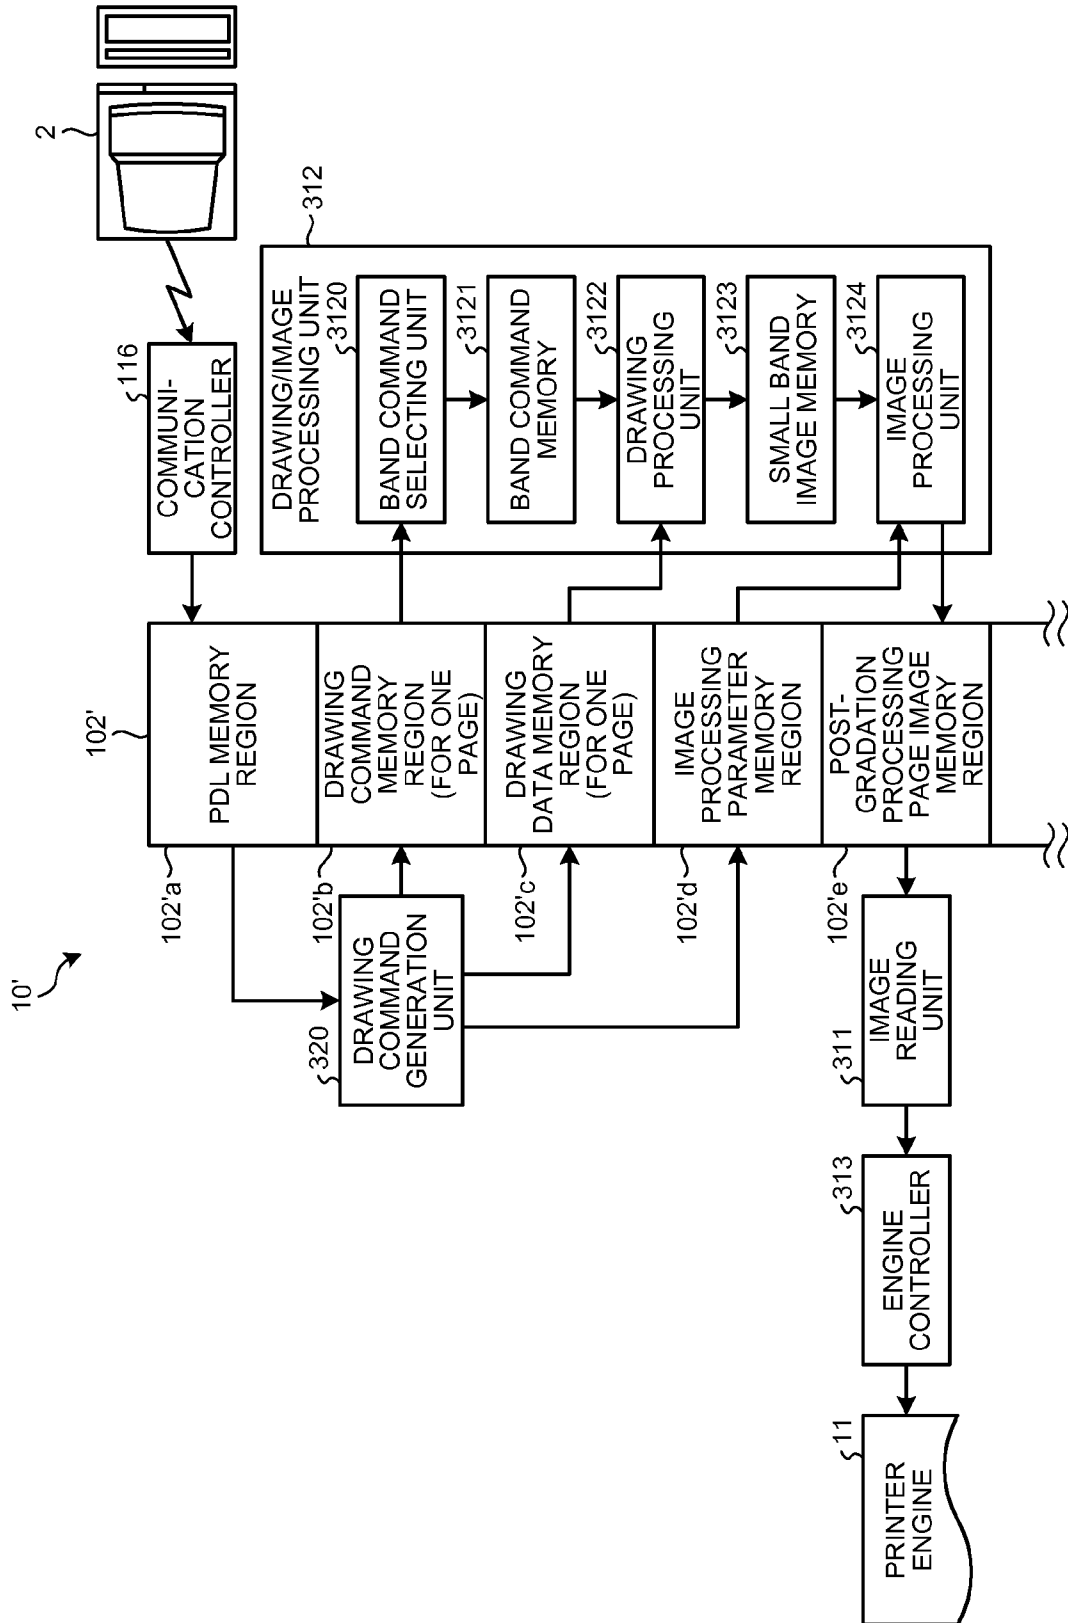 10'
2
116
COMMUNI-
CATION
CONTROLLER
102'
102'a
PDL MEMORY
REGION
102'b
DRAWING
COMMAND
MEMORY
REGION
(FOR ONE
PAGE)
102'c
DRAWING
DATA MEMORY
REGION
(FOR ONE
PAGE)
102'd
IMAGE
PROCESSING
PARAMETER
MEMORY
REGION
102'e
POST-
GRADATION
PROCESSING
PAGE IMAGE
MEMORY
REGION
320
DRAWING
COMMAND
GENERATION
UNIT
312
DRAWING/IMAGE
PROCESSING UNIT
3120
BAND COMMAND
SELECTING UNIT
3121
BAND COMMAND
MEMORY
3122
DRAWING
PROCESSING
UNIT
3123
SMALL BAND
IMAGE MEMORY
3124
IMAGE
PROCESSING
UNIT
311
IMAGE
READING
UNIT
313
ENGINE
CONTROLLER
11
PRINTER
ENGINE